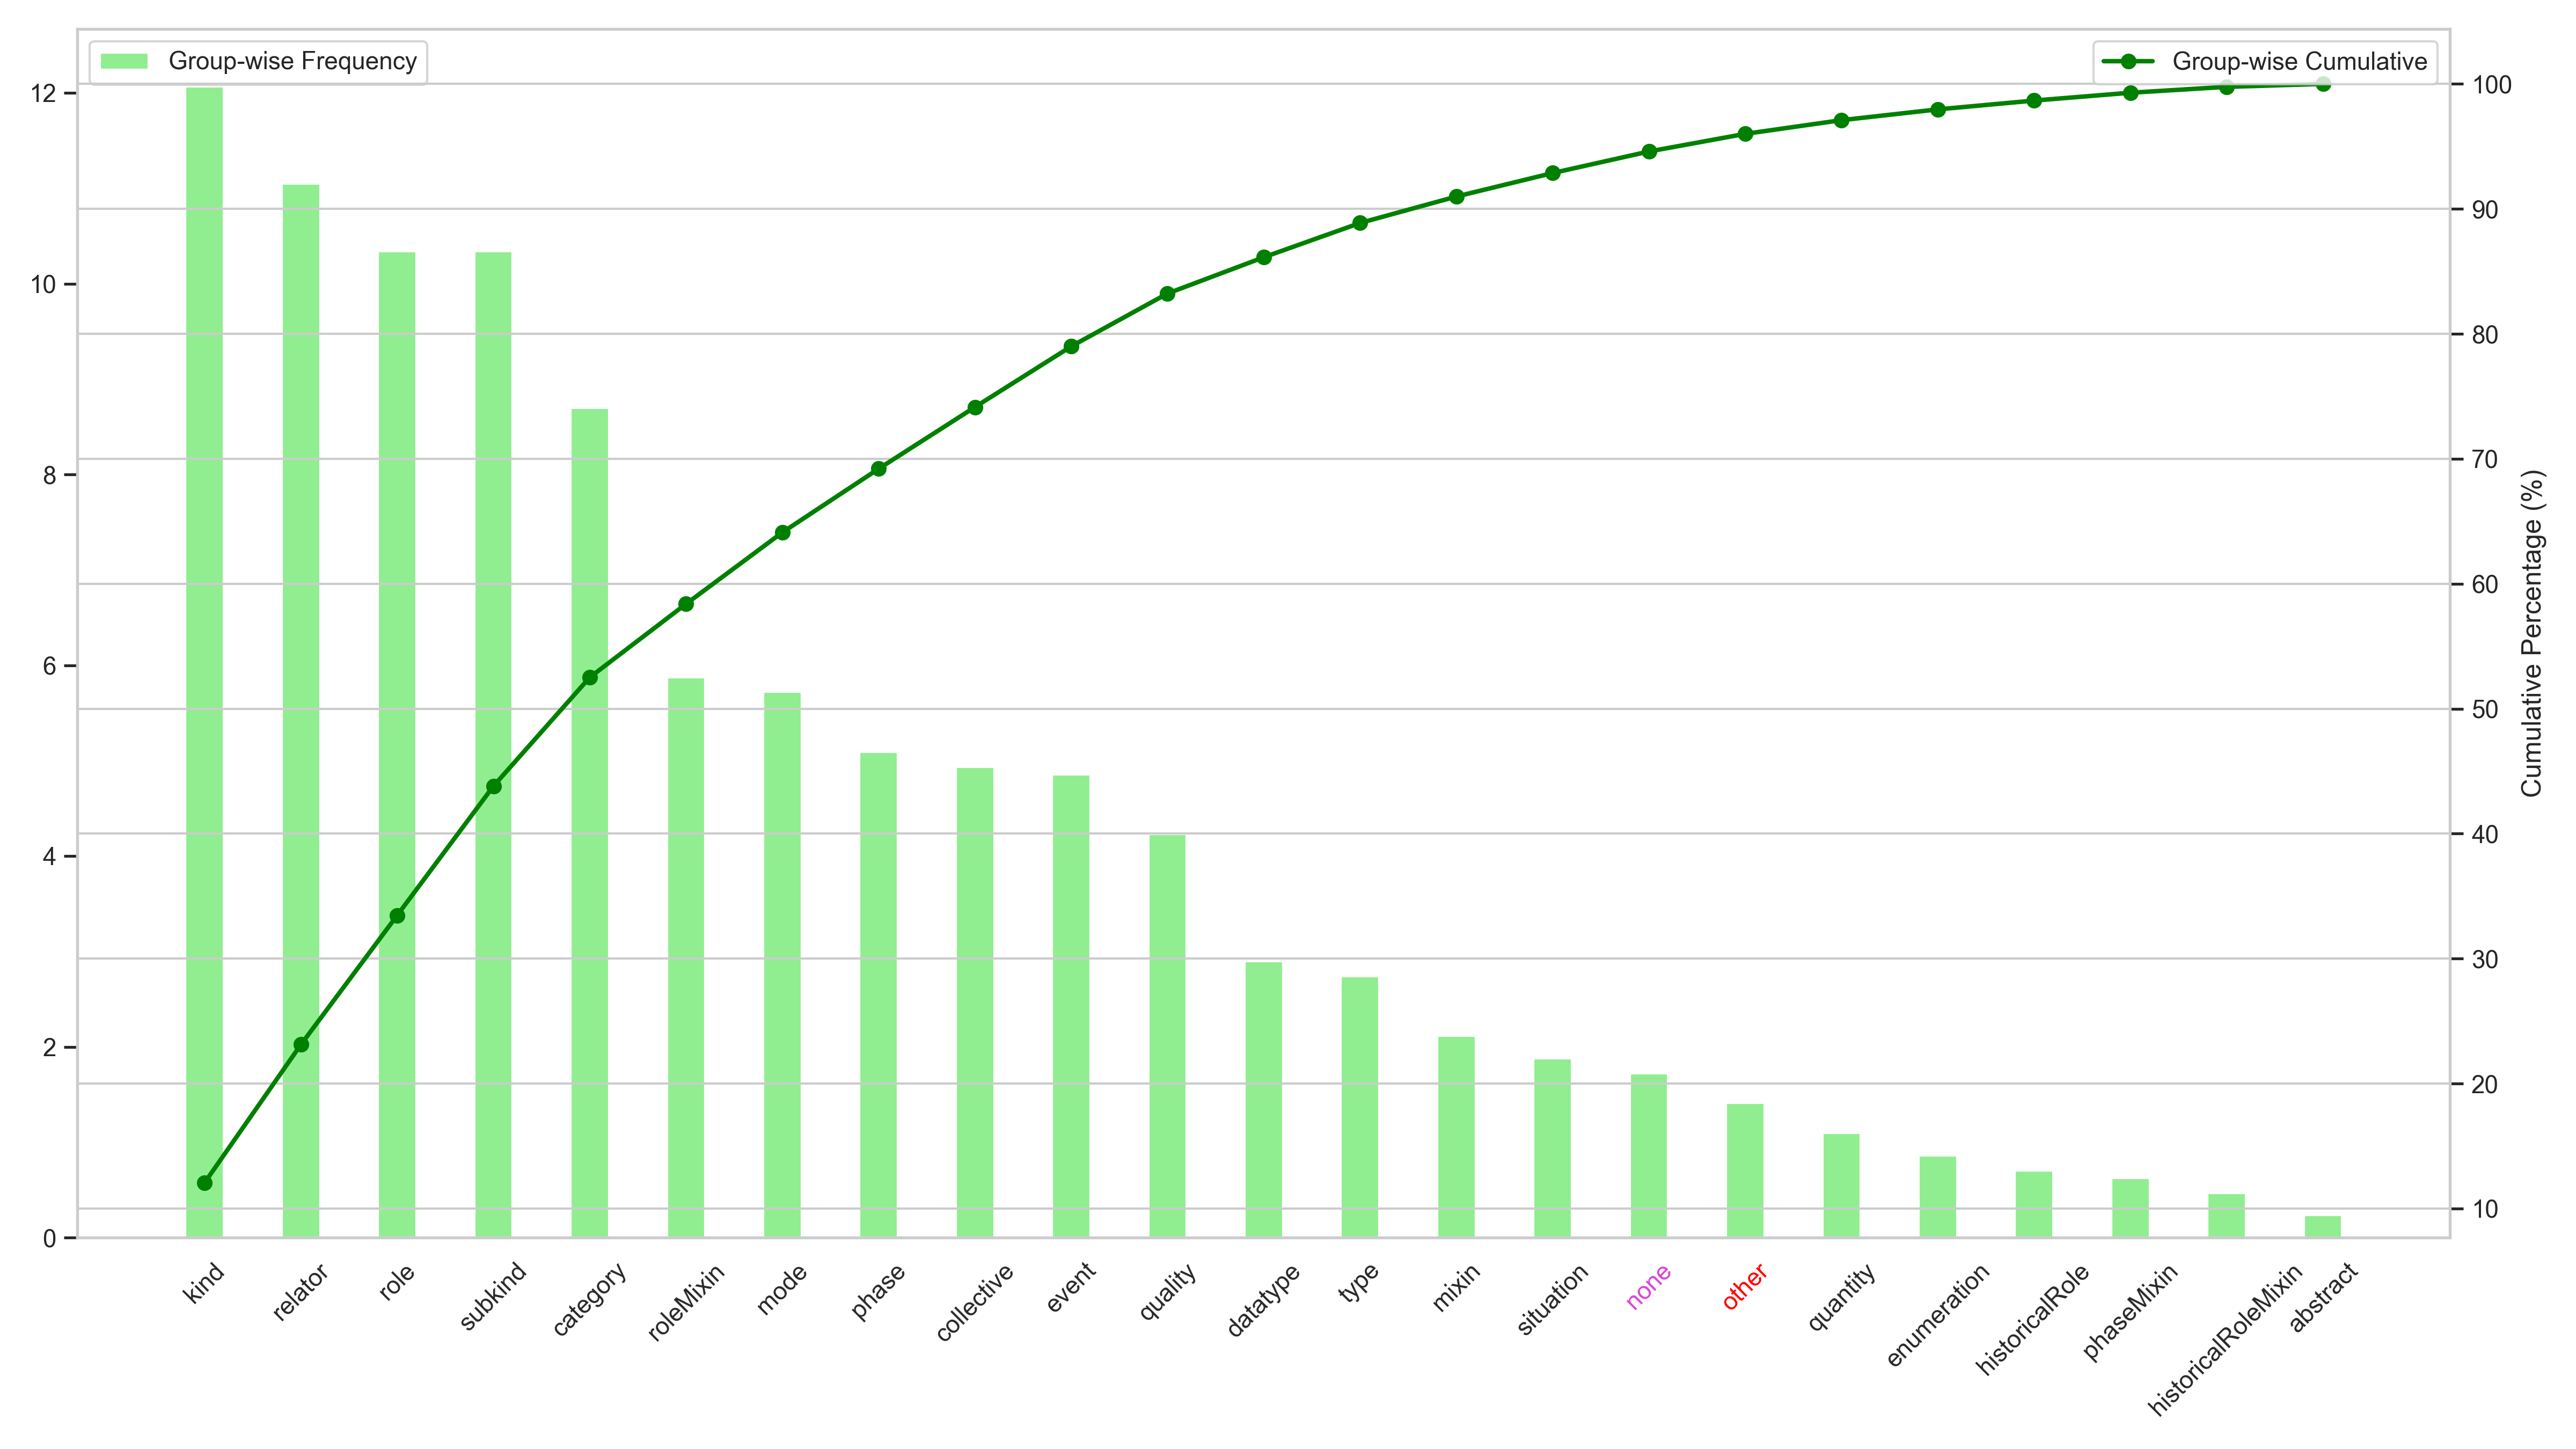 Group-wise Frequency
Group-wise Cumulative
12
10
8
6
4
2
0
100
90
80
70
60
50
40
30
20
10
Cumulative Percentage (%)
kind
relator
role
subkind
category
roleMixin
mode
phase
collective
event
quality
datatype
type
mixin
situation
none
other
quantity
enumeration
historicalRole
phaseMixin
historicalRoleMixin
abstract